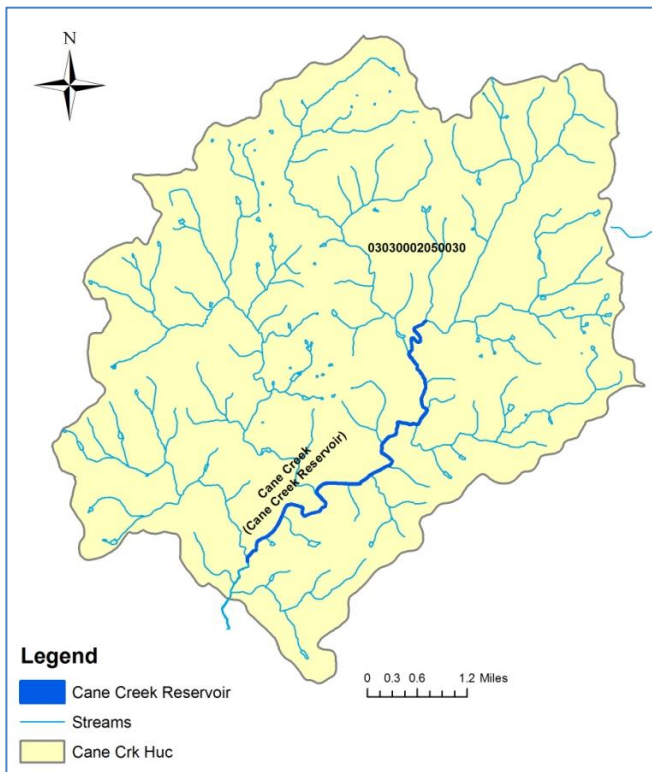 N
03030002050030
Cane Creek
(Cane Creek Reservoir)
Legend
Cane Creek Reservoir
Streams
Cane Crk Huc
0 0.3 0.6 1.2 Miles